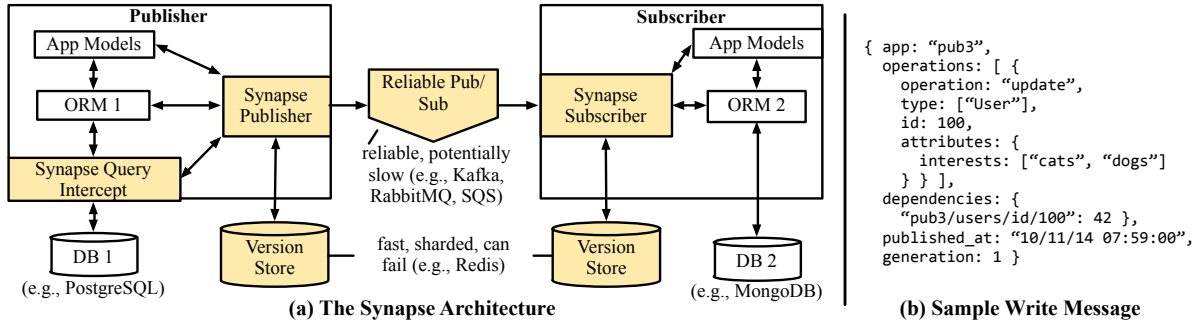 Publisher
App Models
ORM 1
Synapse Query
Intercept
DB 1
(e.g., PostgreSQL)
Synapse
Publisher
Version
Store
Reliable Pub/
Sub
reliable, potentially
slow (e.g., Kafka,
RabbitMQ, SQS)
fast, sharded, can
fail (e.g., Redis)
Subscriber
Synapse
Subscriber
Version
Store
App Models
ORM 2
DB 2
(e.g., MongoDB)
(a) The Synapse Architecture
{ app: “pub3”,
operations: [ {
operation: “update”,
type: [“User”],
id: 100,
attributes: {
interests: [“cats”, “dogs”]
} } ],
dependencies: {
“pub3/users/id/100”: 42 },
published_at: “10/11/14 07:59:00”,
generation: 1 }
(b) Sample Write Message